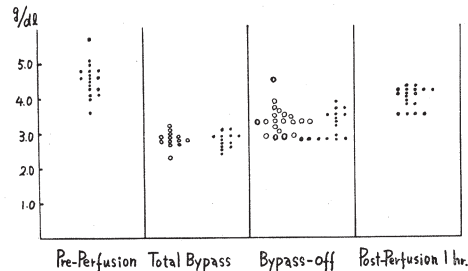 g/dl
5.0
4.0
3.0
2.0
1.0
Pre-Perfusion Total Bypass Bypass-off Post-Perfusion 1 hr.